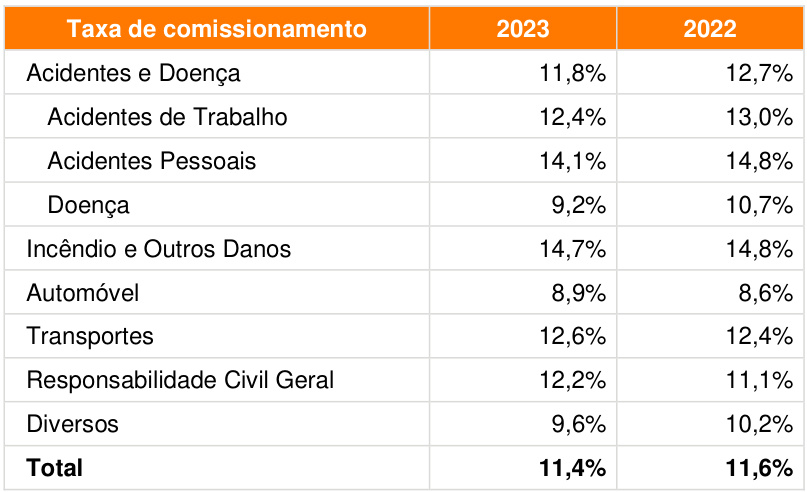 Taxa de comissionamento 2023 2022
Acidentes e Doença 11,8% 12,7%
Acidentes de Trabalho 12,4% 13,0%
Acidentes Pessoais 14,1% 14,8%
Doença 9,2% 10,7%
Incêndio e Outros Danos 14,7% 14,8%
Automóvel 8,9% 8,6%
Transportes 12,6% 12,4%
Responsabilidade Civil Geral 12,2% 11,1%
Diversos 9,6% 10,2%
Total 11,4% 11,6%